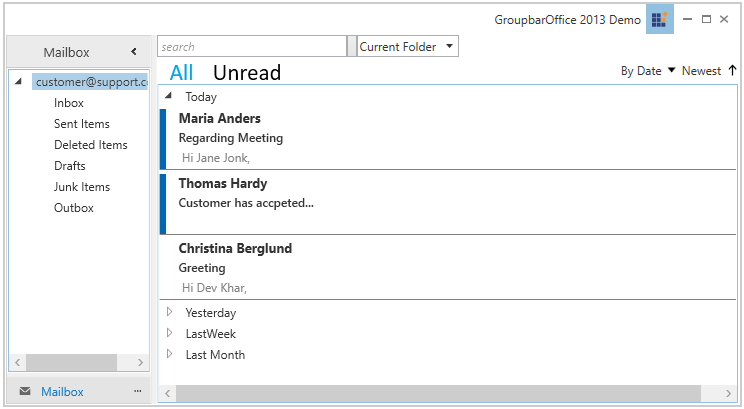 GroupbarOffice 2013 Demo
Mailbox
customer@support.c
Inbox
Sent Items
Deleted Items
Drafts
Junk Items
Outbox
Mailbox
...
search
Current Folder
All Unread
By Date Newest
Today
Maria Anders
Regarding Meeting
Hi Jane Jonk,
Thomas Hardy
Customer has accpeted...
Christina Berglund
Greeting
Hi Dev Khar,
Yesterday
LastWeek
Last Month